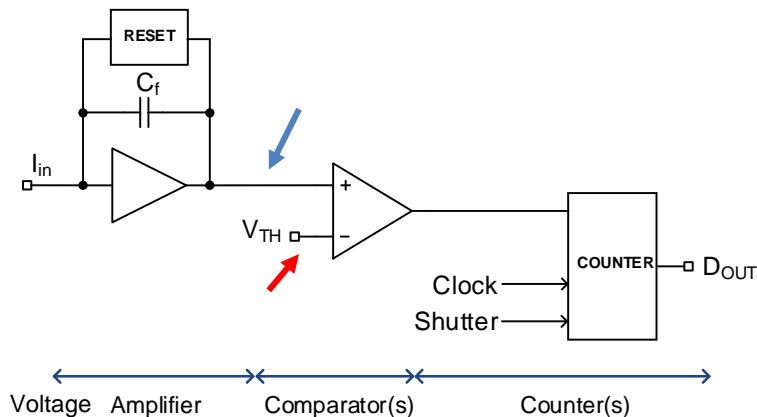 RESET
Cf
Iin
+
VTH
−
COUNTER
DOUT
Clock
Shutter
Voltage Amplifier Comparator(s) Counter(s)